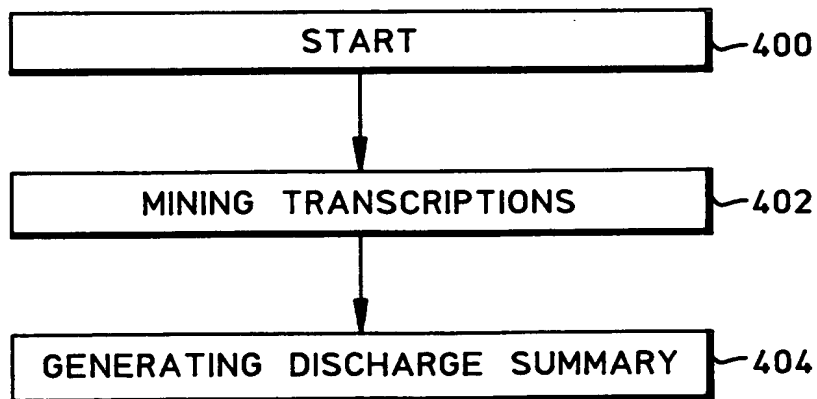 START 400
MINING TRANSCRIPTIONS 402
GENERATING DISCHARGE SUMMARY 404